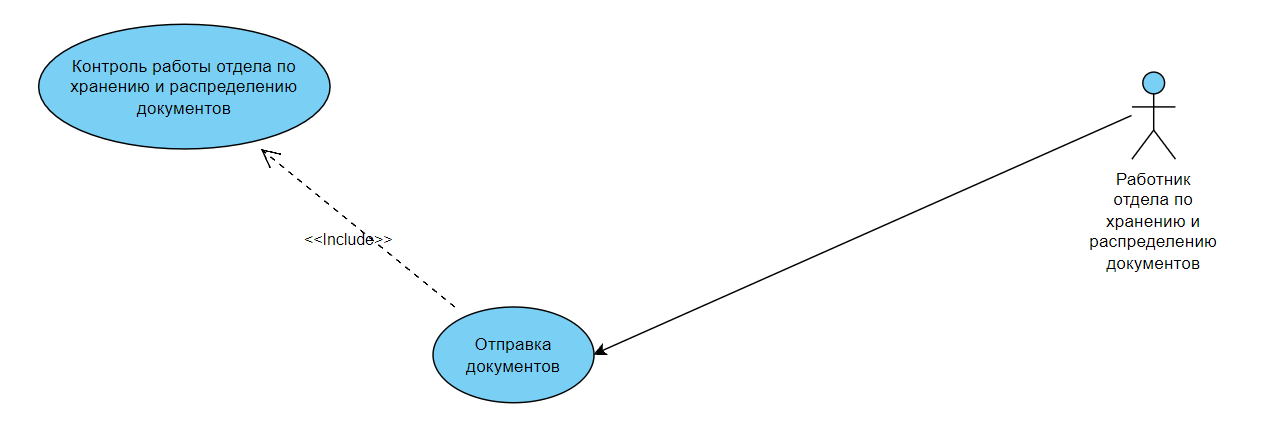 Контроль работы отдела по
хранению и распределению
документов
<<Include>>
Отправка
документов
Работник
отдела по
хранению и
распределению
документов